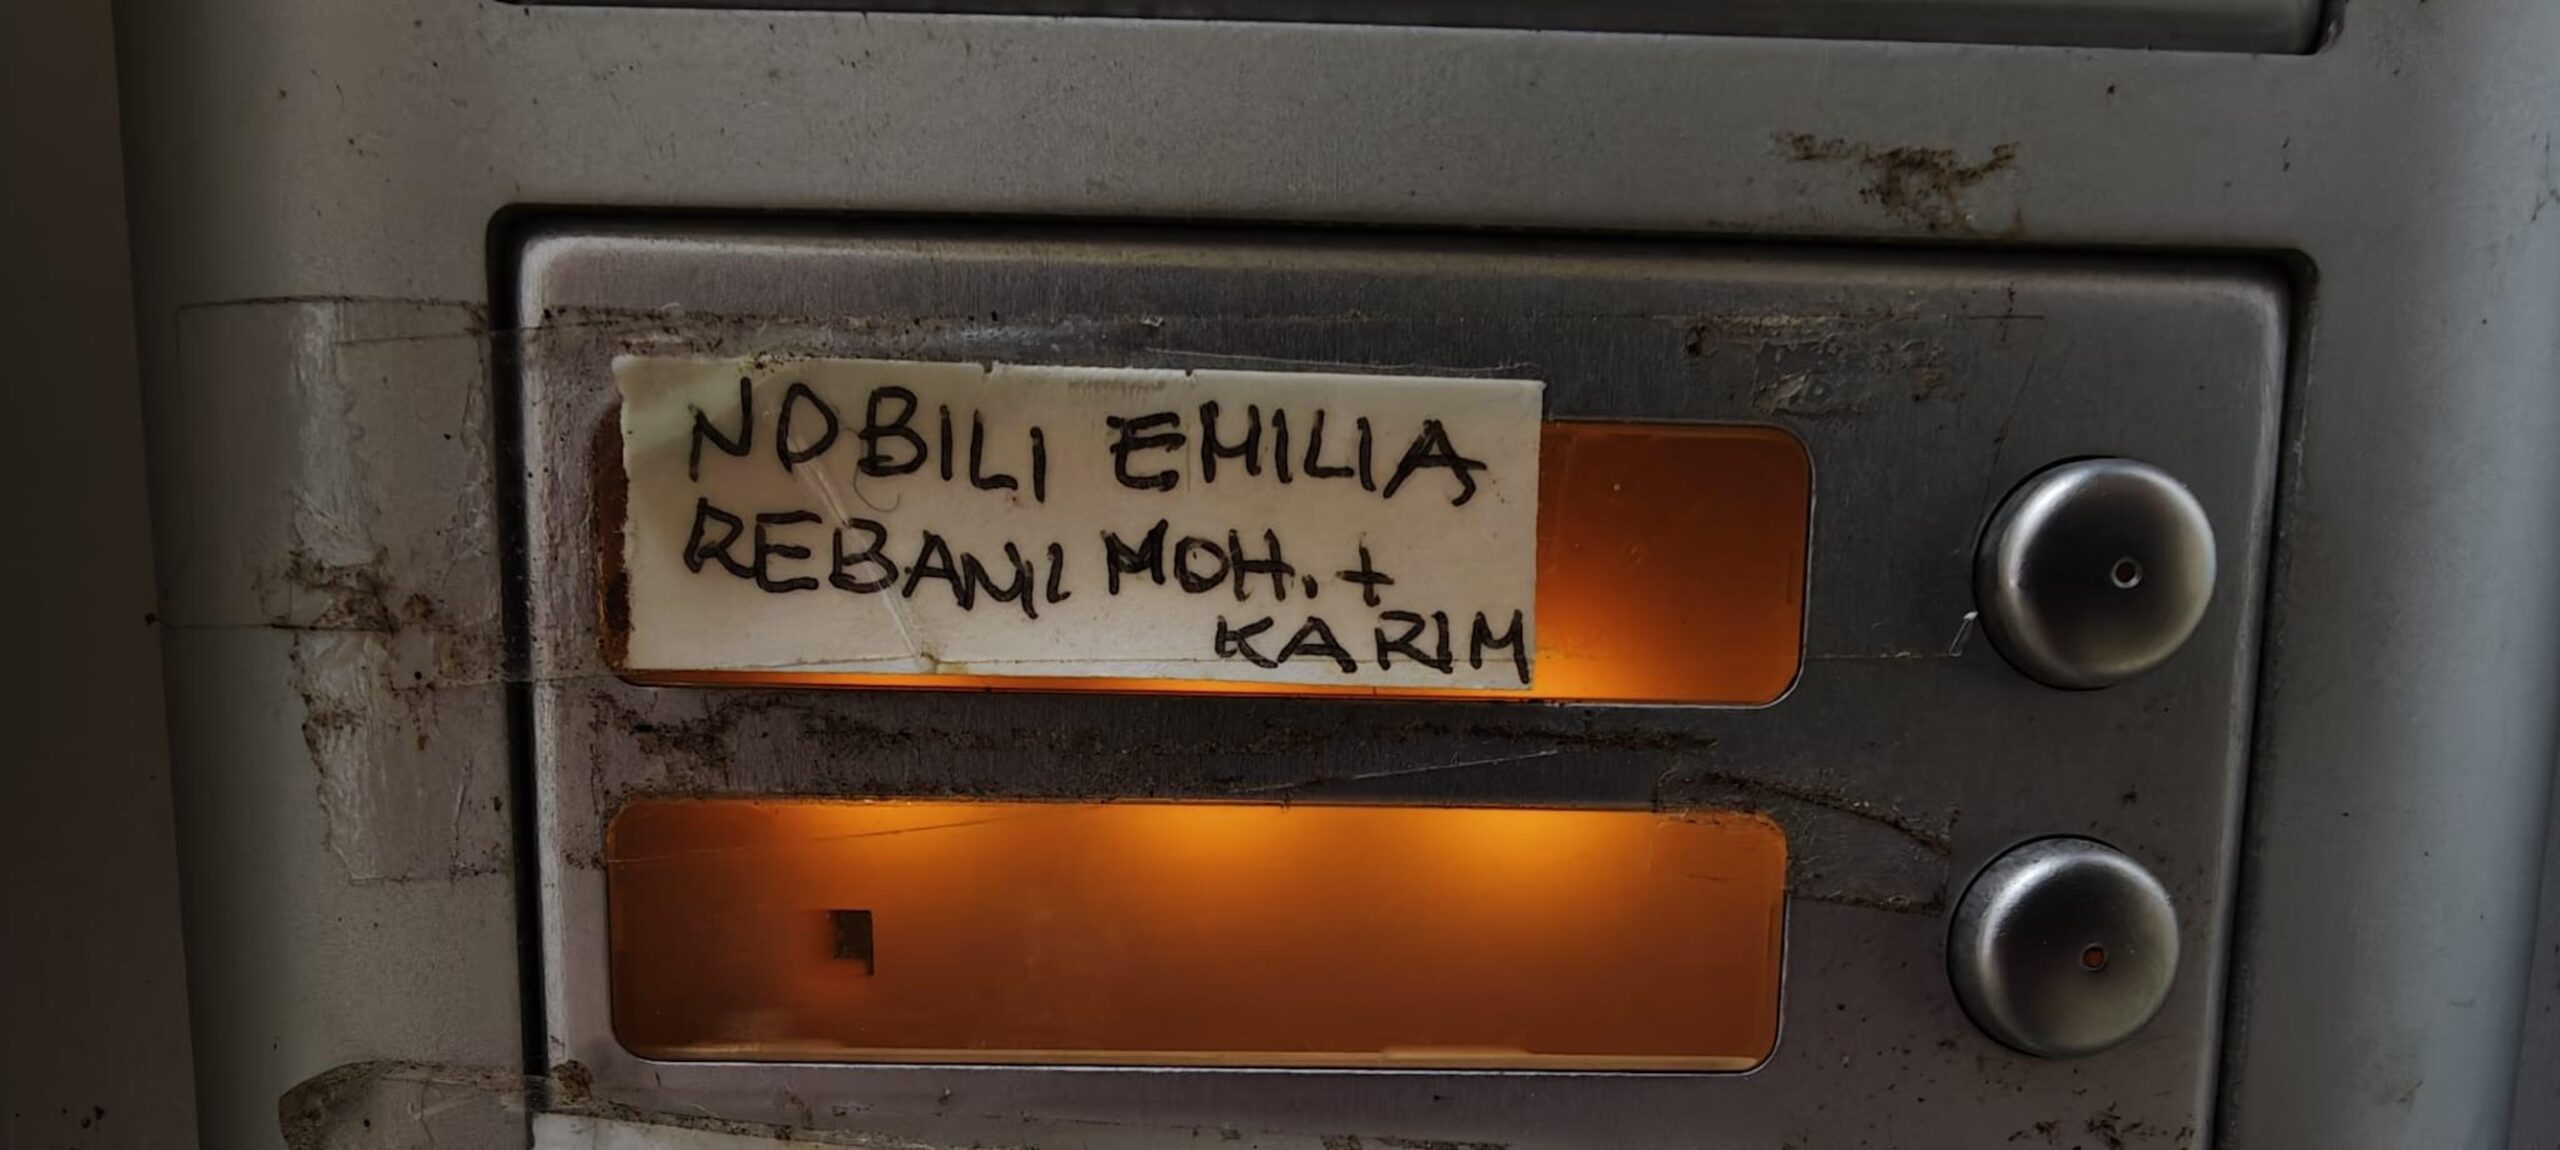 NOBILI EMILIA
REBANI MOH. +
KARIM